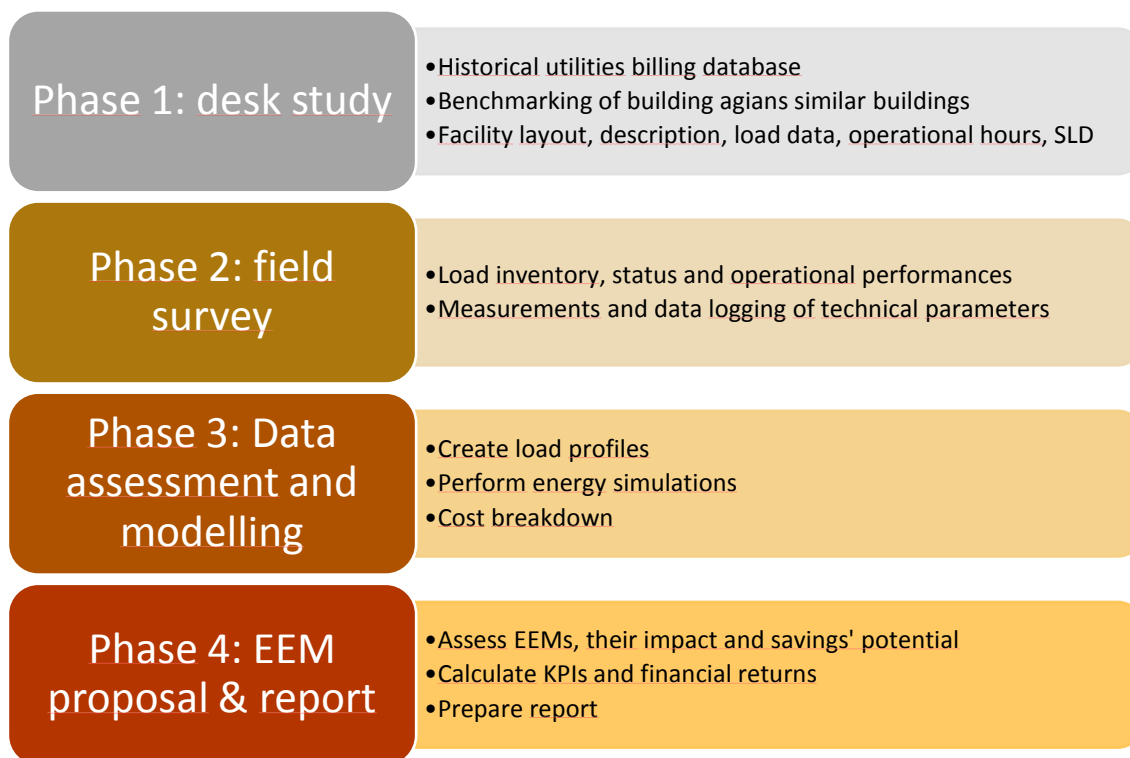 Phase 1: desk study
•Historical utilities billing database
•Benchmarking of building agians similar buildings
•Facility layout, description, load data, operational hours, SLD
Phase 2: field
survey
•Load inventory, status and operational performances
•Measurements and data logging of technical parameters
Phase 3: Data
assessment and
modelling
•Create load profiles
•Perform energy simulations
•Cost breakdown
Phase 4: EEM
proposal & report
•Assess EEMs, their impact and savings' potential
•Calculate KPIs and financial returns
•Prepare report